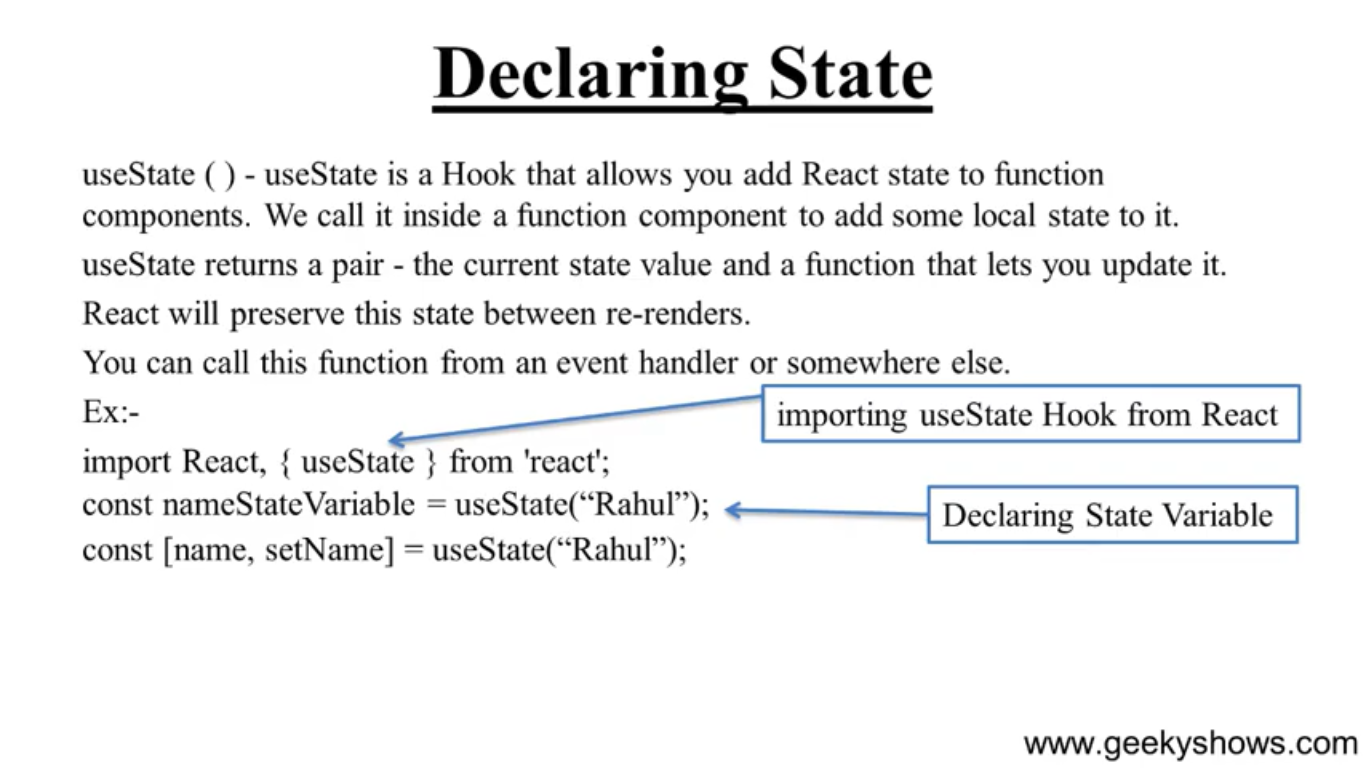 Declaring State
useState ( ) - useState is a Hook that allows you add React state to function
components. We call it inside a function component to add some local state to it.
useState returns a pair - the current state value and a function that lets you update it.
React will preserve this state between re-renders.
You can call this function from an event handler or somewhere else.
Ex:-
importing useState Hook from React
import React, { useState } from 'react';
const nameStateVariable = useState(“Rahul”);
Declaring State Variable
const [name, setName] = useState(“Rahul”);
www.geekyshows.com